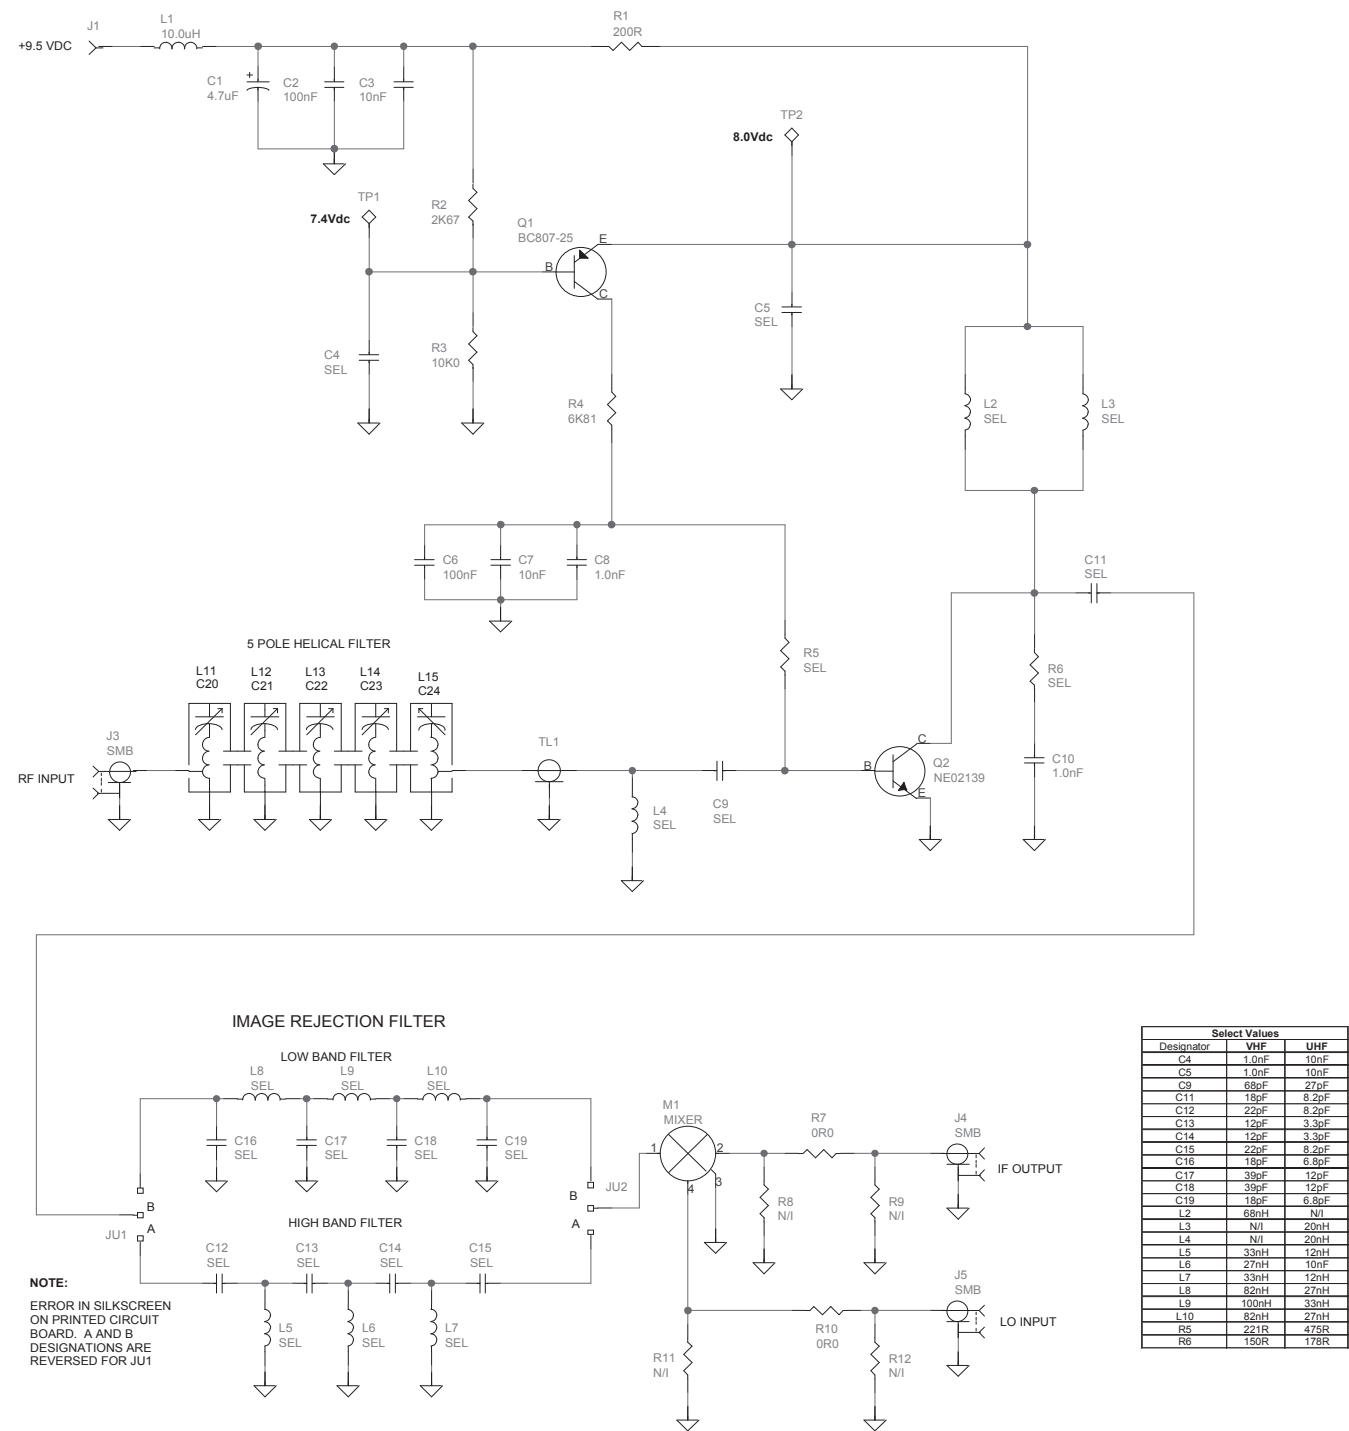 J1
+9.5 VDC
L1
10.0uH
R1
200R
C1
4.7uF
+
C2
100nF
C3
10nF
TP2
8.0Vdc
TP1
7.4Vdc
R2
2K67
Q1
BC807-25
E
B
C
C5
SEL
C4
SEL
R3
10K0
R4
6K81
L2
SEL
L3
SEL
C6
100nF
C7
10nF
C8
1.0nF
C11
SEL
5 POLE HELICAL FILTER
R5
SEL
R6
SEL
L11
C20
L12
C21
L13
C22
L14
C23
L15
C24
J3
SMB
RF INPUT
TL1
L4
SEL
C9
SEL
B
C
E
Q2
NE02139
C10
1.0nF
IMAGE REJECTION FILTER
LOW BAND FILTER
L8
SEL
L9
SEL
L10
SEL
C16
SEL
C17
SEL
C18
SEL
C19
SEL
B
A
JU1
B
A
JU2
HIGH BAND FILTER
C12
SEL
C13
SEL
C14
SEL
C15
SEL
L5
SEL
L6
SEL
L7
SEL
NOTE:
ERROR IN SILKSCREEN
ON PRINTED CIRCUIT
BOARD. A AND B
DESIGNATIONS ARE
REVERSED FOR JU1
M1
MIXER
1
2
3
4
R7
0R0
R8
N/I
R9
N/I
J4
SMB
IF OUTPUT
J5
SMB
LO INPUT
R10
0R0
R11
N/I
R12
N/I
Select Values
Designator VHF UHF
C4 1.0nF 10nF
C5 1.0nF 10nF
C9 68pF 27pF
C11 18pF 8.2pF
C12 22pF 8.2pF
C13 12pF 3.3pF
C14 12pF 3.3pF
C15 22pF 8.2pF
C16 18pF 6.8pF
C17 39pF 12pF
C18 39pF 12pF
C19 18pF 6.8pF
L2 68nH N/I
L3 N/I 20nH
L4 N/I 20nH
L5 33nH 12nH
L6 27nH 10nF
L7 33nH 12nH
L8 82nH 27nH
L9 100nH 33nH
L10 82nH 27nH
R5 221R 475R
R6 150R 178R